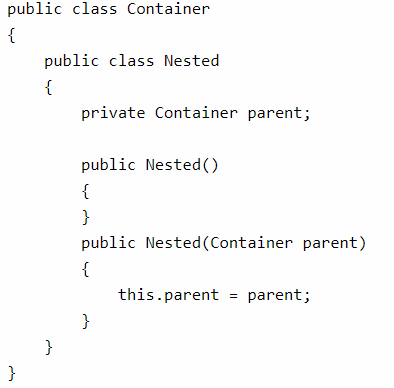 public class Container
{
    public class Nested
    {
        private Container parent;

        public Nested()
        {
        }
        public Nested(Container parent)
        {
            this.parent = parent;
        }
    }
}